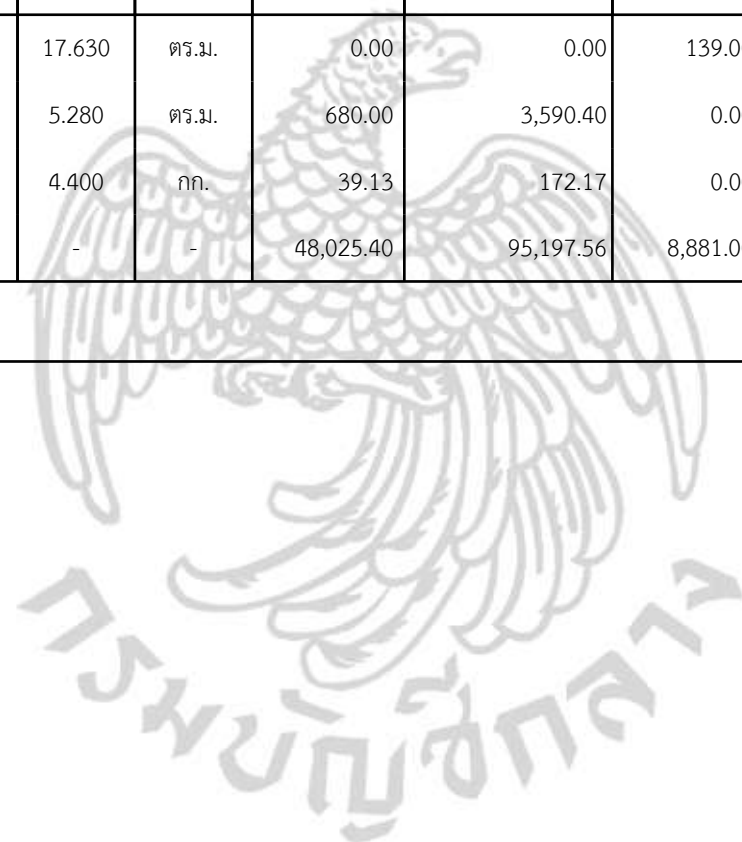 17.630 ตร.ม. 0.00 0.00 139.0
5.280 ตร.ม. 680.00 3,590.40 0.0
4.400 กก. 39.13 172.17 0.0
- - 48,025.40 95,197.56 8,881.0
กรมบัญชีกลาง